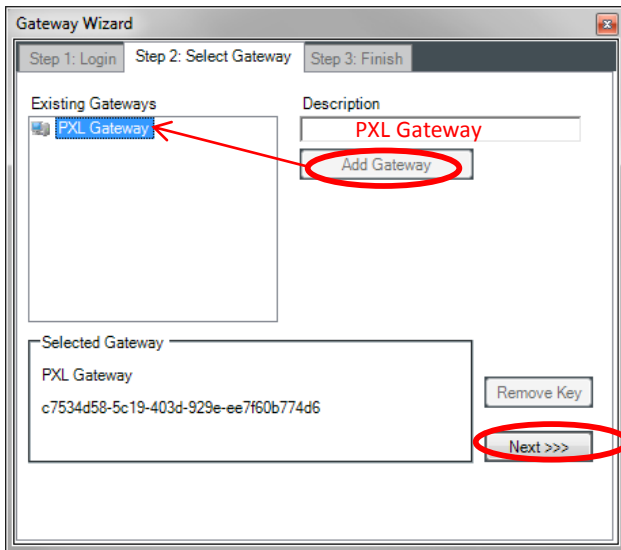 Gateway Wizard
Step 1: Login
Step 2: Select Gateway
Step 3: Finish
Existing Gateways
PXL Gateway
Description
PXL Gateway
Add Gateway
Selected Gateway
PXL Gateway
c7534d58-5c19-403d-929e-ee7f60b774d6
Remove Key
Next >>>